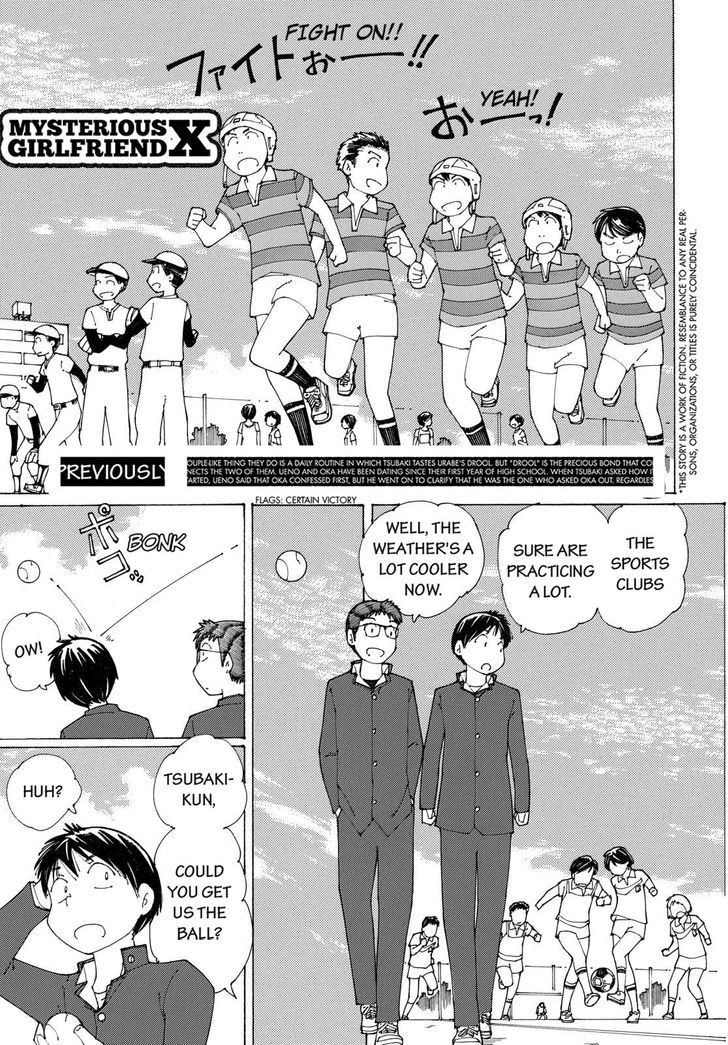 FIGHT ON!!
ファイトぉー!!
YEAH!
おーっ!
MYSTERIOUS
GIRLFRIEND X
*THIS STORY IS A WORK OF FICTION. RESEMBLANCE TO ANY REAL PER-
SONS, ORGANIZATIONS, OR TITLES IS PURELY COINCIDENTAL.
PREVIOUSLY
OUPLE-LIKE THING THEY DO IS A DAILY ROUTINE IN WHICH TSUBAKI TASTES URABE'S DROOL. BUT "DROOL" IS THE PRECIOUS BOND THAT CO
NECTS THE TWO OF THEM. UENO AND OKA HAVE BEEN DATING SINCE THEIR FIRST YEAR OF HIGH SCHOOL. WHEN TSUBAKI ASKED HOW I
TARTED, UENO SAID THAT OKA CONFESSED FIRST, BUT HE WENT ON TO CLARIFY THAT HE WAS THE ONE WHO ASKED OKA OUT. REGARDLES
FLAGS: CERTAIN VICTORY
THE
SPORTS
CLUBS
SURE ARE
PRACTICING
A LOT.
WELL, THE
WEATHER'S A
LOT COOLER
NOW.
ポコッ
BONK
OW!
TSUBAKI-
KUN,
COULD
YOU GET
US THE
BALL?
HUH?